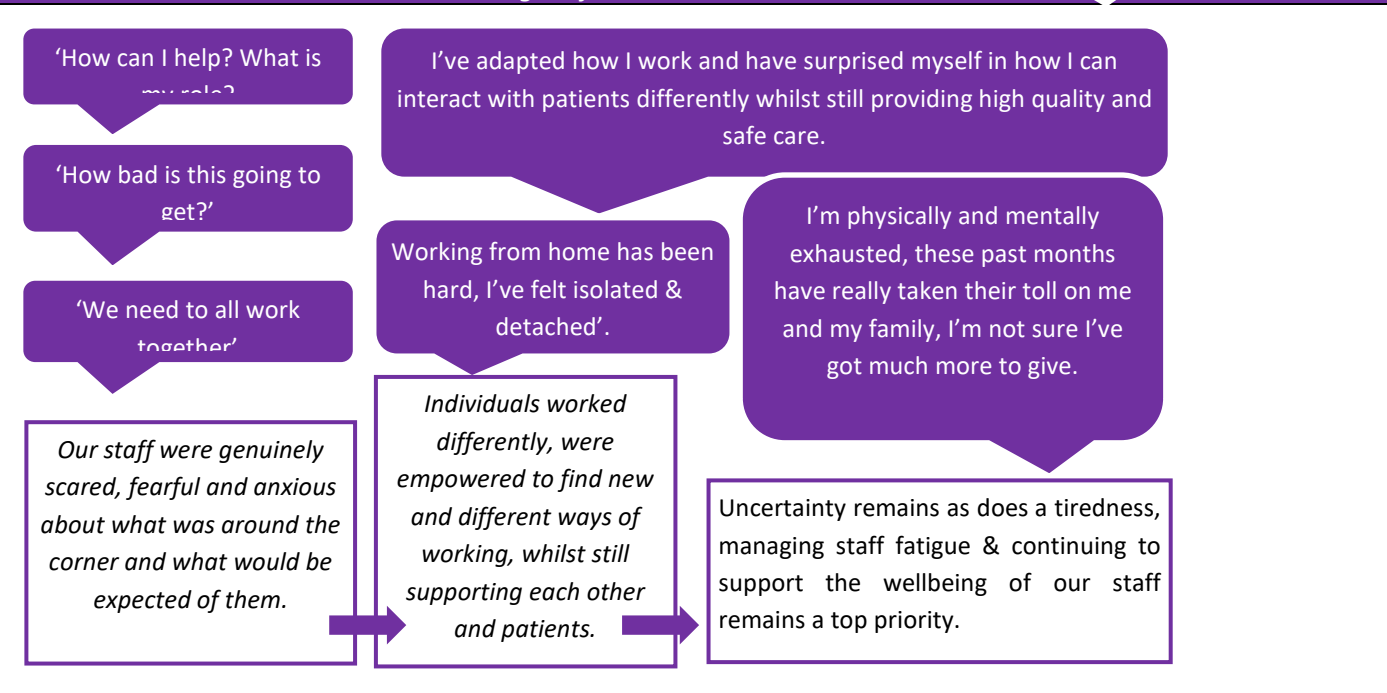 ‘How can I help? What is
my role?
‘How bad is this going to
get?’
‘We need to all work
together’
Our staff were genuinely
scared, fearful and anxious
about what was around the
corner and what would be
expected of them.
I’ve adapted how I work and have surprised myself in how I can
interact with patients differently whilst still providing high quality and
safe care.
Working from home has been
hard, I’ve felt isolated &
detached’.
Individuals worked
differently, were
empowered to find new
and different ways of
working, whilst still
supporting each other
and patients.
I’m physically and mentally
exhausted, these past months
have really taken their toll on me
and my family, I’m not sure I’ve
got much more to give.
Uncertainty remains as does a tiredness,
managing staff fatigue & continuing to
support the wellbeing of our staff
remains a top priority.